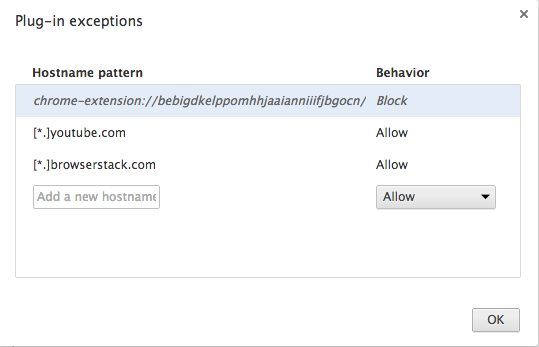 Plug-in exceptions
Hostname pattern Behavior
chrome-extension://bebigdkelppomhhjaaianniiifjbgocn/ Block
[*.]youtube.com Allow
[*.]browserstack.com Allow
Add a new hostname Allow
OK